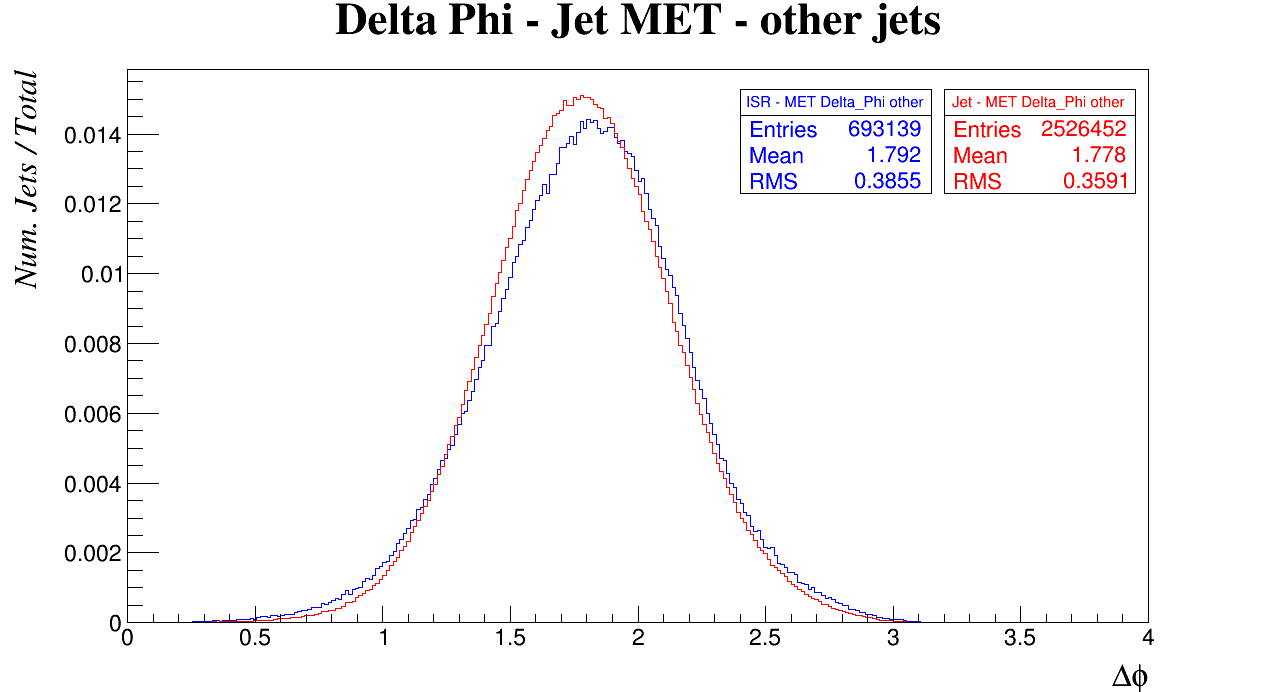 Delta Phi - Jet MET - other jets
Num. Jets / Total
0.014
0.012
0.01
0.008
0.006
0.004
0.002
0
ISR - MET Delta_Phi other
Entries 693139
Mean 1.792
RMS 0.3855
Jet - MET Delta_Phi other
Entries 2526452
Mean 1.778
RMS 0.3591
0 0.5 1 1.5 2 2.5 3 3.5 4
Δϕ